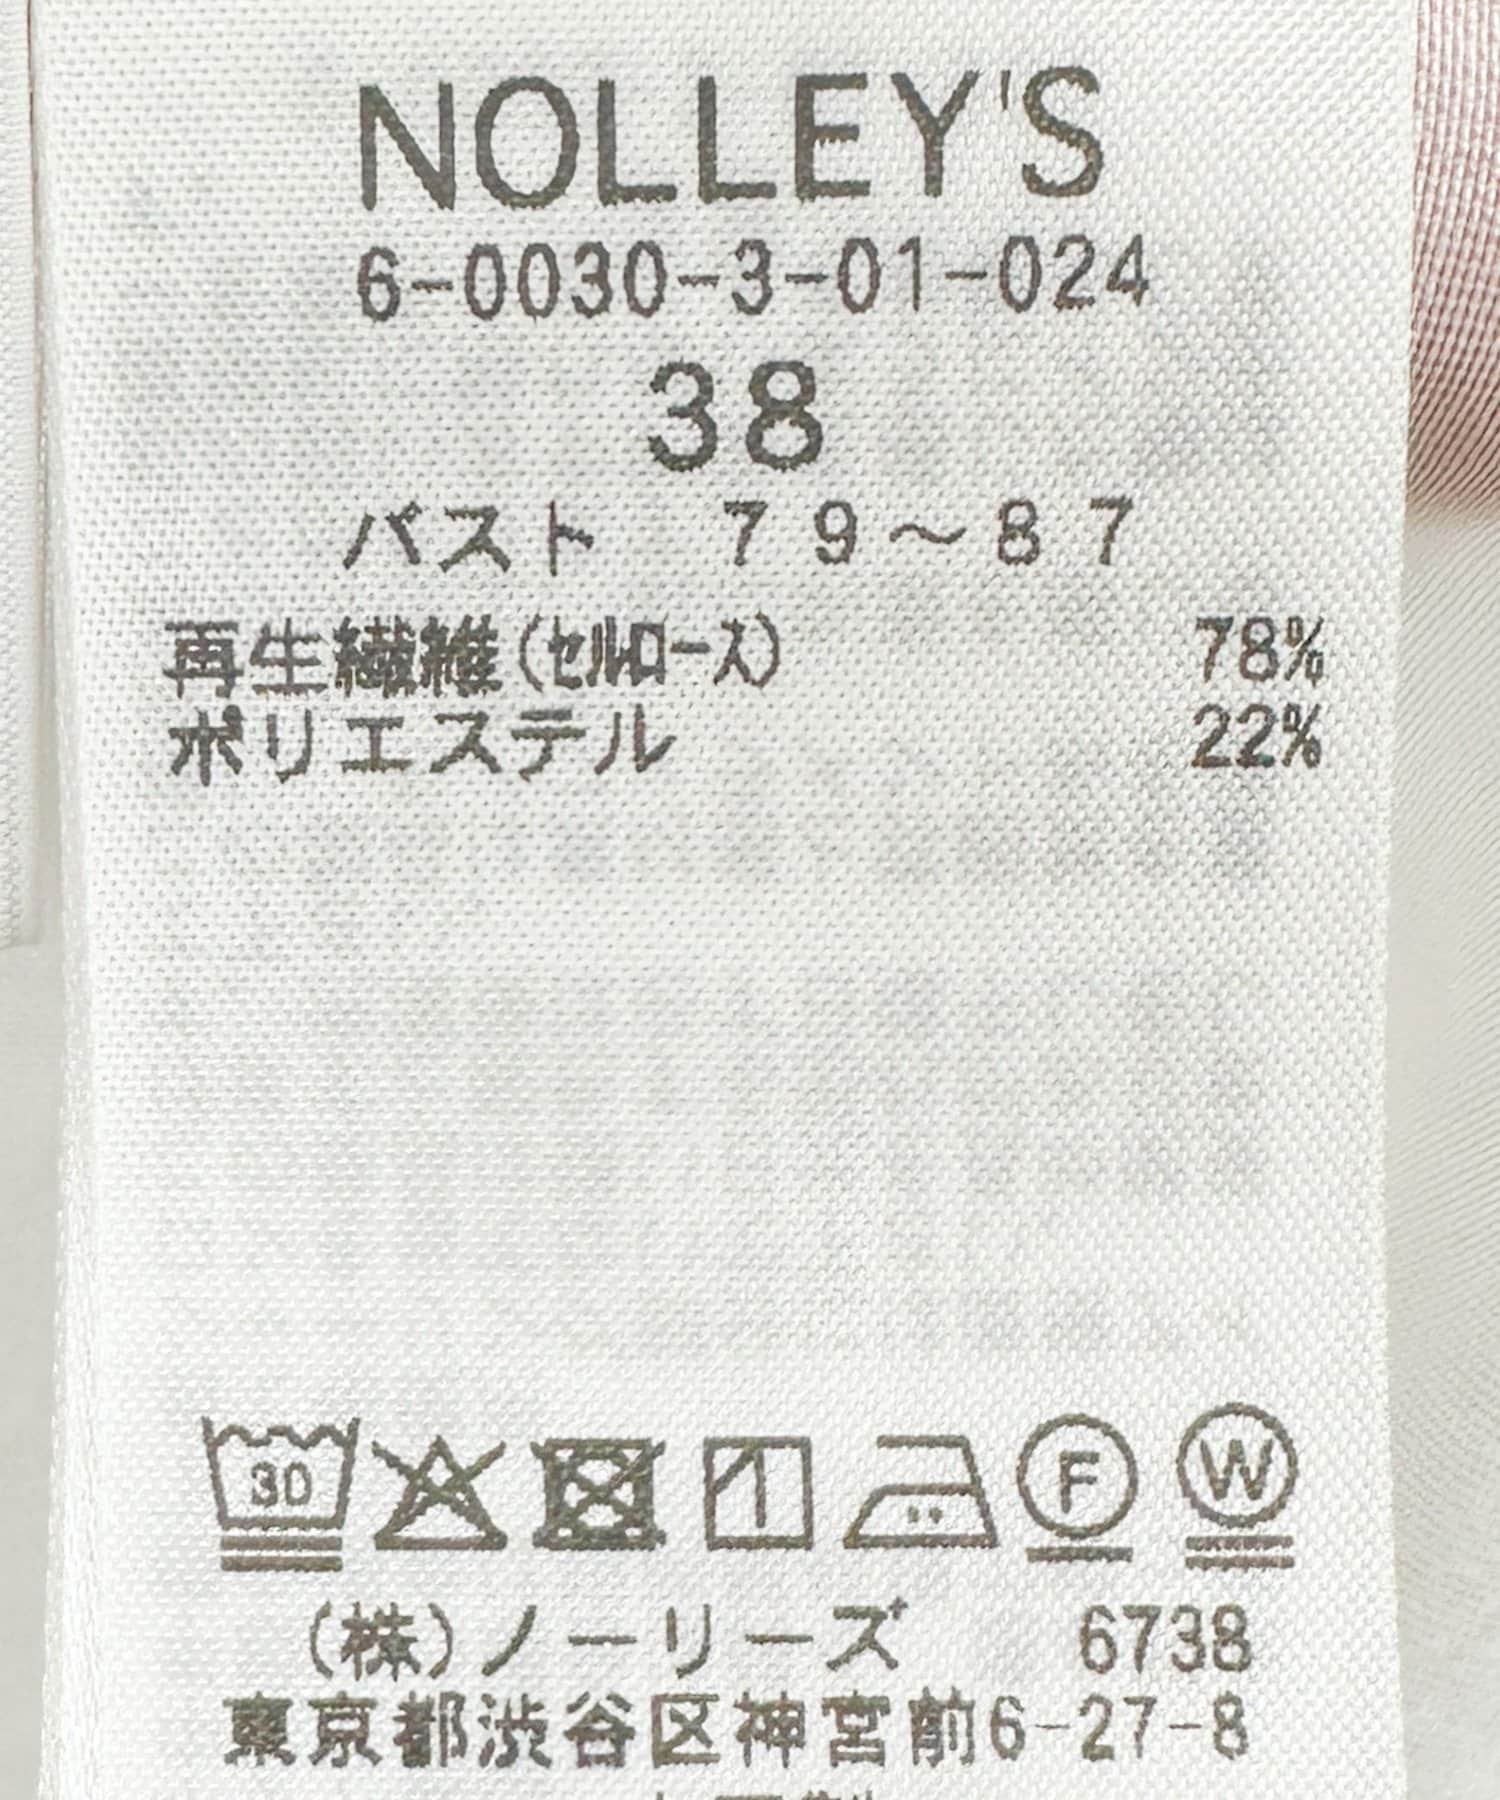 NOLLEY'S
6-0030-3-01-024
38
バスト 79〜87
再生繊維(セルロース) 78%
ポリエステル 22%
30
F W
(株)ノーリーズ 6738
東京都渋谷区神宮前6-27-8